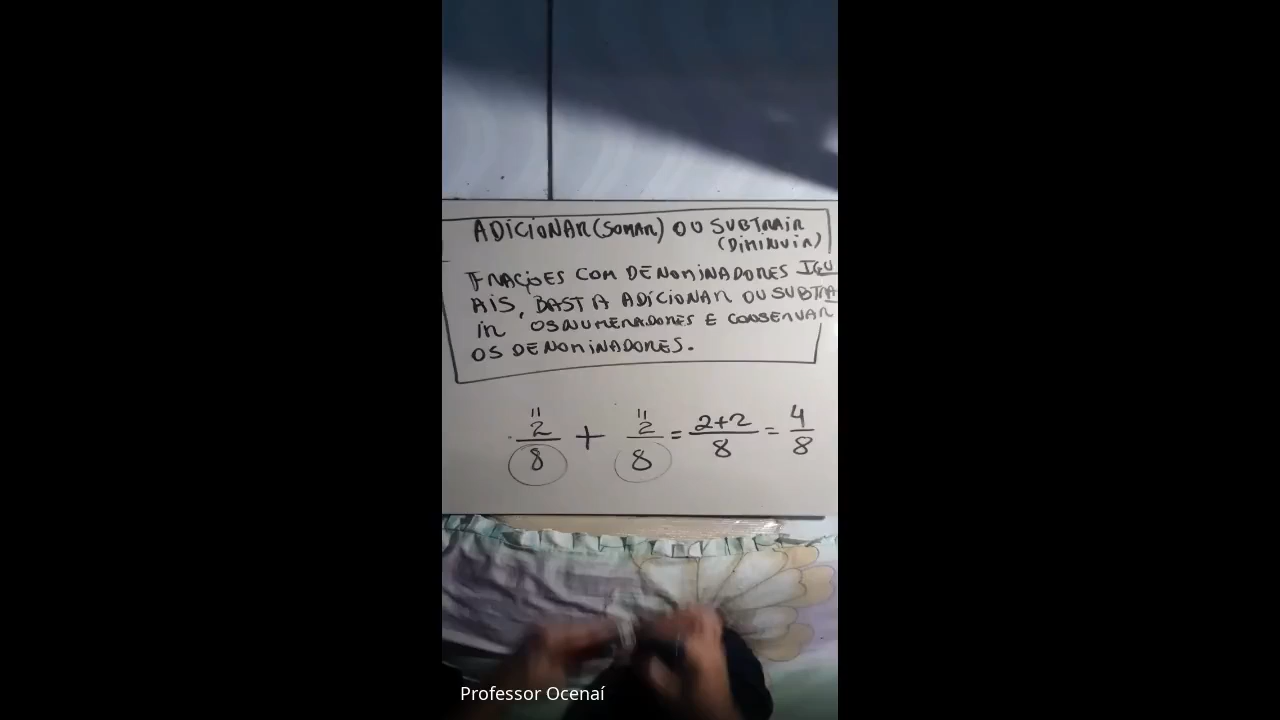 ADICIONAR (SOMAR) OU SUBTRAIR
(DIMINUIR)
FRAÇÕES COM DENOMINADORES IGU
AIS, BASTA ADICIONAR OU SUBTRA
IR OS NUMERADORES E CONSERVAR
OS DENOMINADORES.
2/8 + 2/8 = 2+2/8 = 4/8
Professor Ocenaí